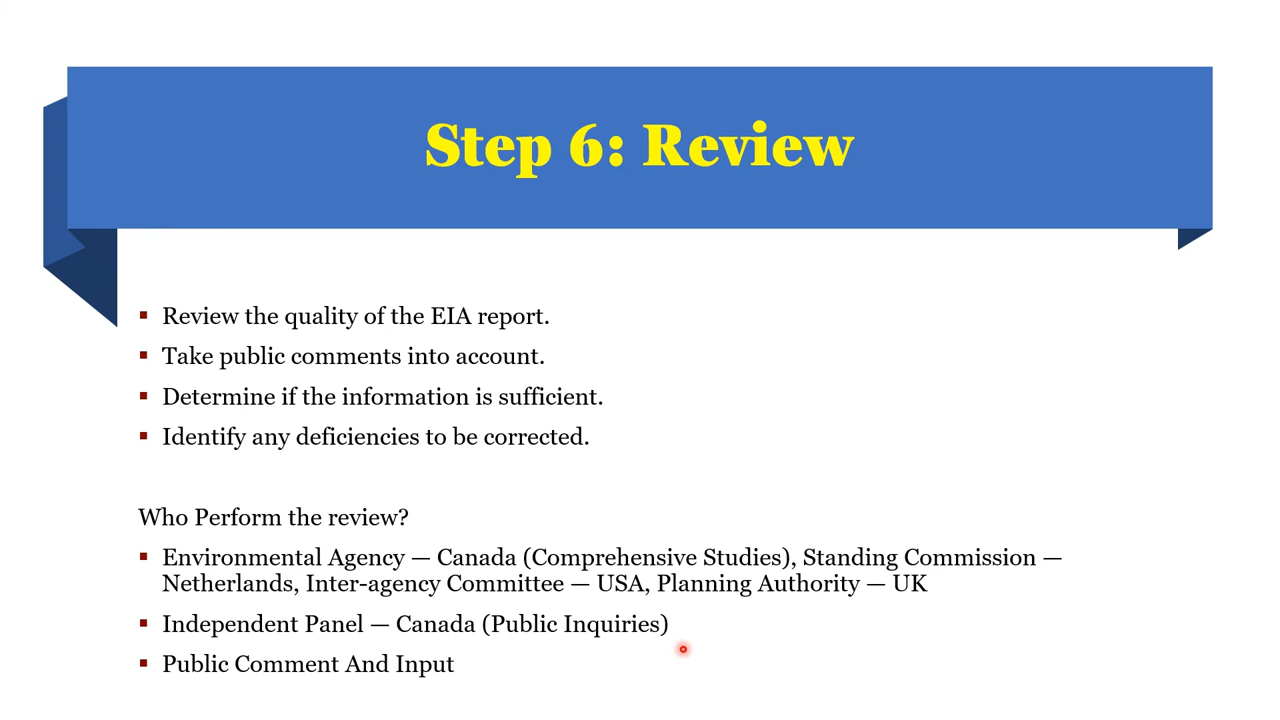 Step 6: Review
Review the quality of the EIA report.
Take public comments into account.
Determine if the information is sufficient.
Identify any deficiencies to be corrected.
Who Perform the review?
Environmental Agency — Canada (Comprehensive Studies), Standing Commission —
Netherlands, Inter-agency Committee — USA, Planning Authority — UK
Independent Panel — Canada (Public Inquiries)
Public Comment And Input